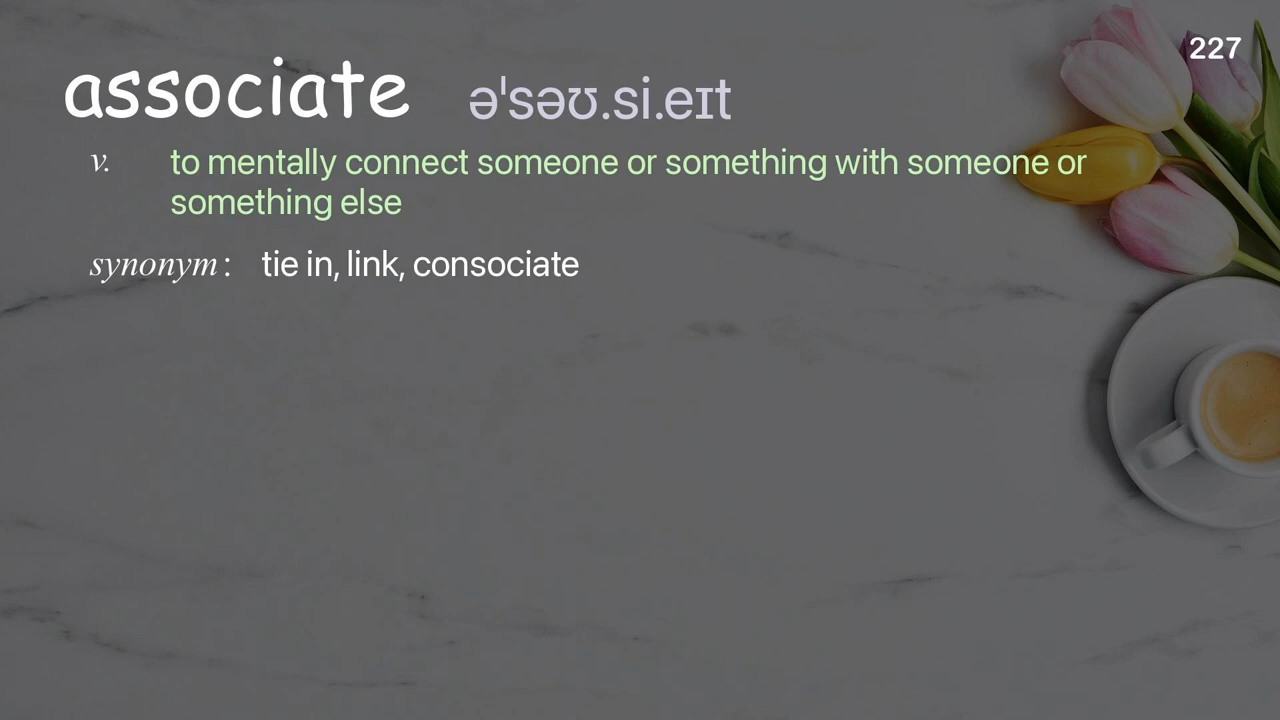 227
associate əˈsəʊ.si.eɪt
v. to mentally connect someone or something with someone or
something else
synonym: tie in, link, consociate